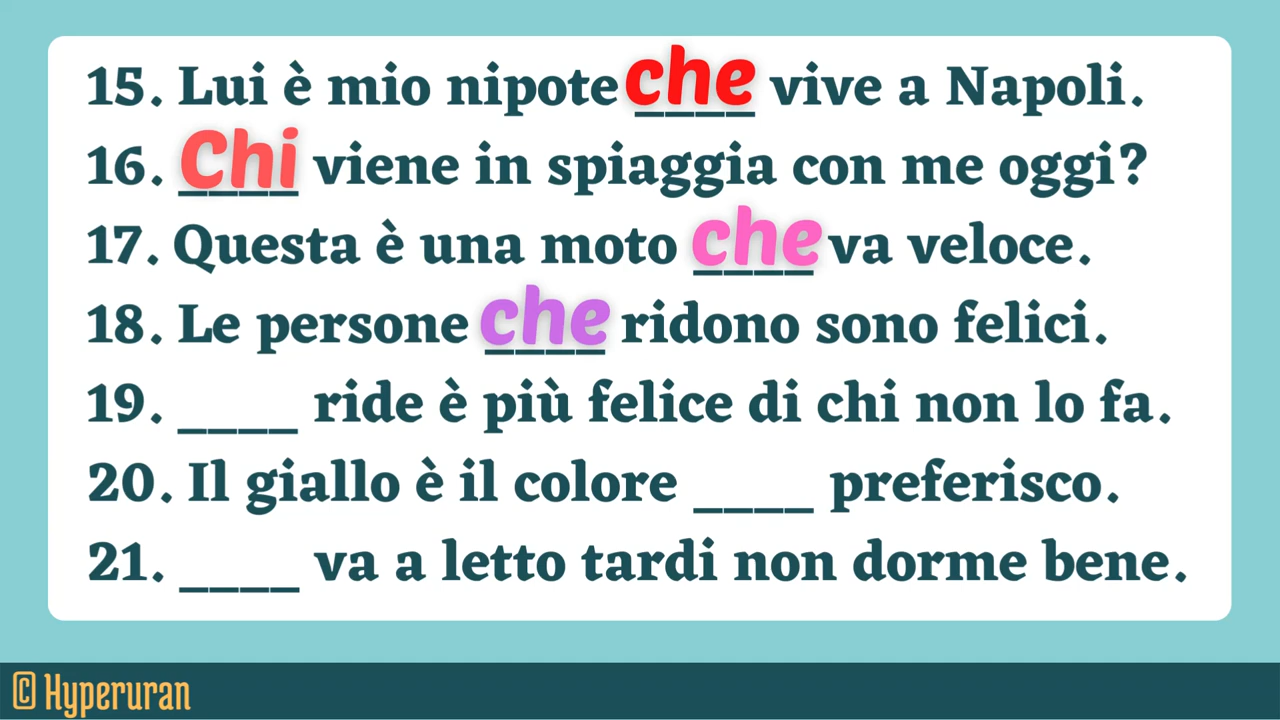 15. Lui è mio nipote che vive a Napoli.
16. Chi viene in spiaggia con me oggi?
17. Questa è una moto che va veloce.
18. Le persone che ridono sono felici.
19. ____ ride è più felice di chi non lo fa.
20. Il giallo è il colore ____ preferisco.
21. ____ va a letto tardi non dorme bene.
© Hyperuran